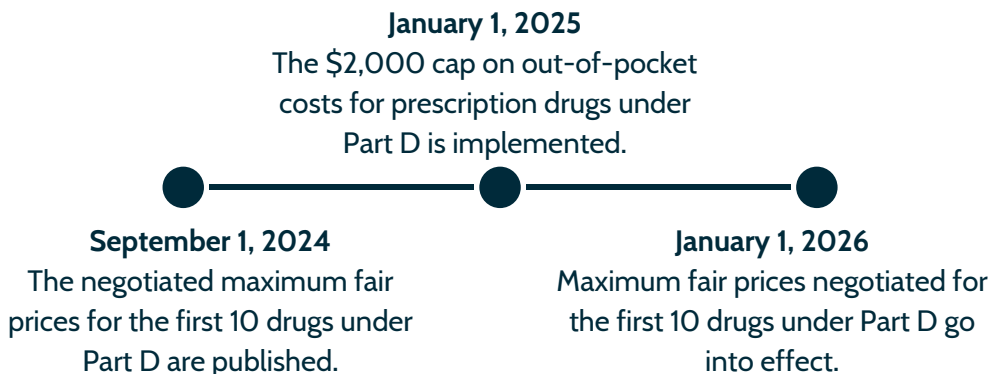 January 1, 2025
The $2,000 cap on out-of-pocket
costs for prescription drugs under
Part D is implemented.
September 1, 2024
The negotiated maximum fair
prices for the first 10 drugs under
Part D are published.
January 1, 2026
Maximum fair prices negotiated for
the first 10 drugs under Part D go
into effect.